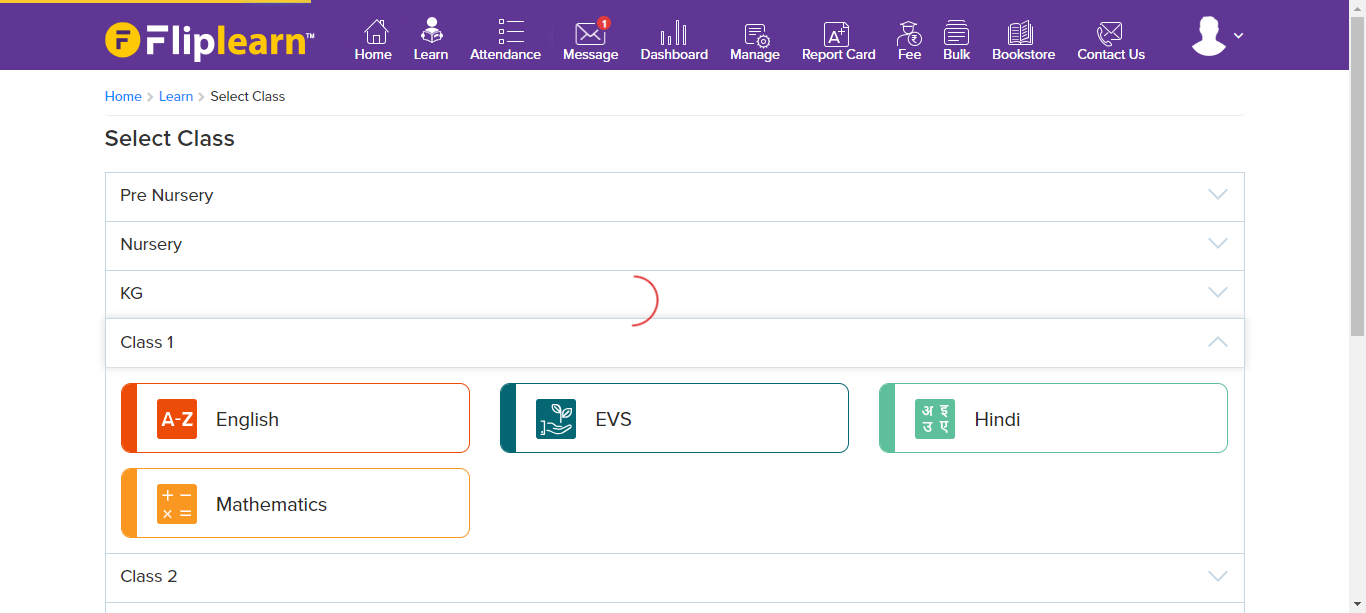 Fliplearn™
1
Home Learn Attendance Message Dashboard Manage Report Card Fee Bulk Bookstore Contact Us
Home > Learn > Select Class
Select Class
Pre Nursery
Nursery
KG
Class 1
A-Z English
EVS
अ इ
उ ए
Hindi
+ −
× =
Mathematics
Class 2